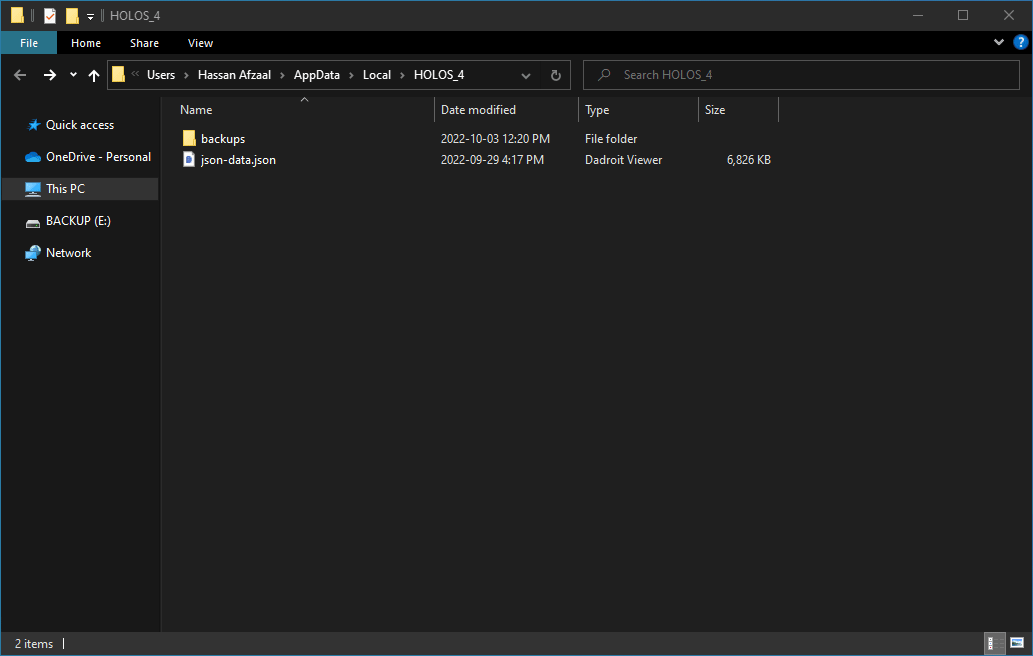 HOLOS_4
File Home Share View
Users > Hassan Afzaal > AppData > Local > HOLOS_4
Search HOLOS_4
Name Date modified Type Size
Quick access
OneDrive - Personal
This PC
BACKUP (E:)
Network
backups 2022-10-03 12:20 PM File folder
json-data.json 2022-09-29 4:17 PM Dadroit Viewer 6,826 KB
2 items